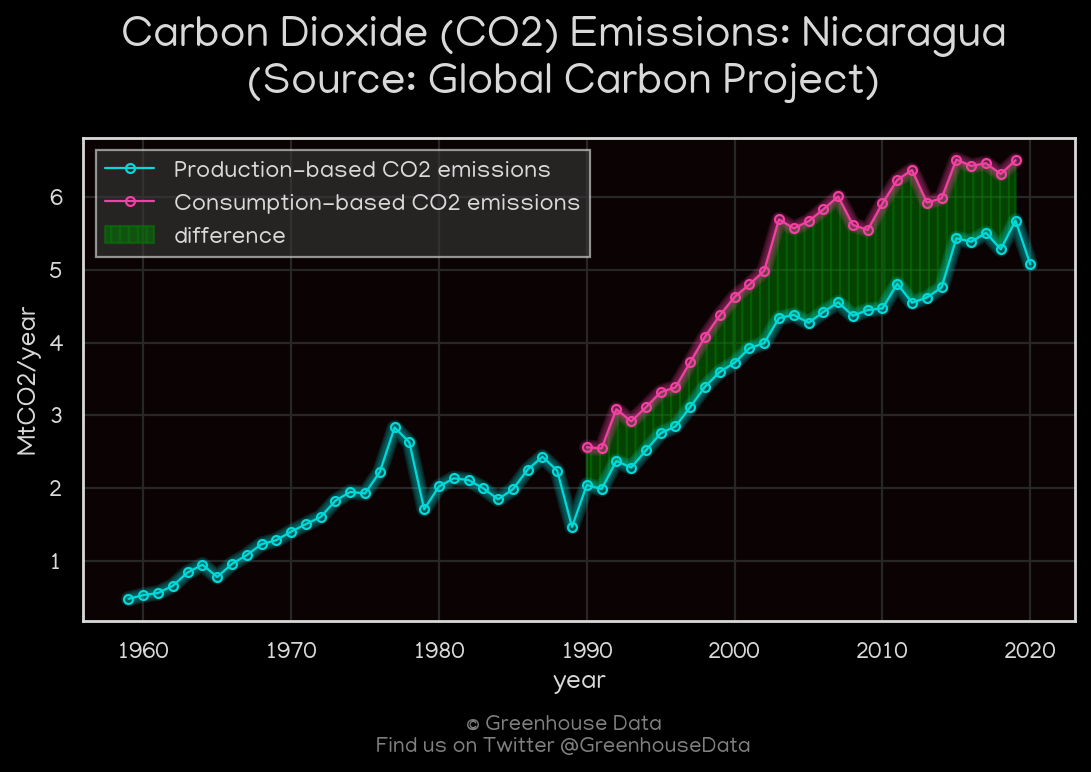 Carbon Dioxide (CO2) Emissions: Nicaragua
(Source: Global Carbon Project)
Production-based CO2 emissions
Consumption-based CO2 emissions
difference
MtCO2/year
6
5
4
3
2
1
1960 1970 1980 1990 2000 2010 2020
year
© Greenhouse Data
Find us on Twitter @GreenhouseData